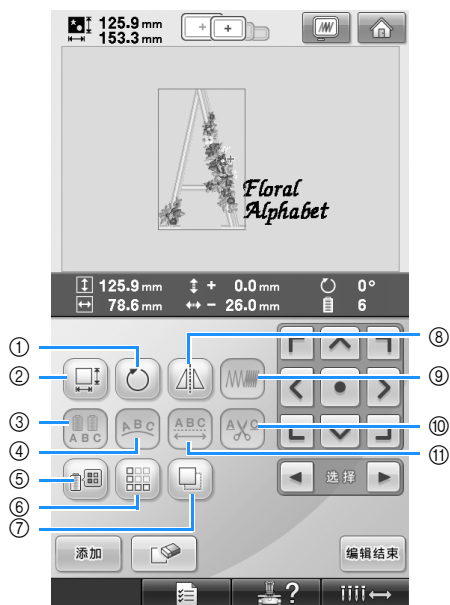 125.9 mm
153.3 mm
Floral
Alphabet
125.9 mm + 0.0 mm 0°
78.6 mm − 26.0 mm 6
① ⑧
② ⑨
③ A B C
④ ABC
ABC
A C
⑩
⑪
⑤
⑥
⑦
选择
添加
编辑结束
?